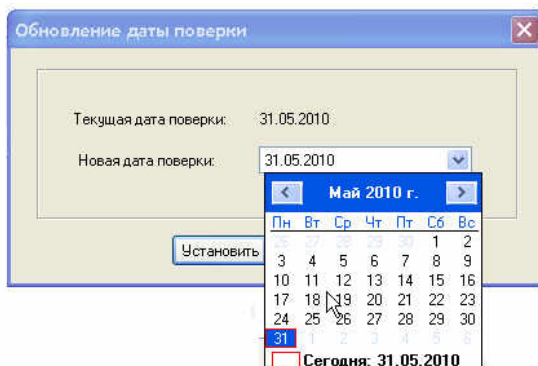 Обновление даты поверки
Текущая дата поверки: 31.05.2010
Новая дата поверки: 31.05.2010
Май 2010 г.
Пн Вт Ср Чт Пт Сб Вс
26 27 28 29 30 1 2
3 4 5 6 7 8 9
10 11 12 13 14 15 16
17 18 19 20 21 22 23
24 25 26 27 28 29 30
31 1 2 3 4 5 6
Установить
Сегодня: 31.05.2010